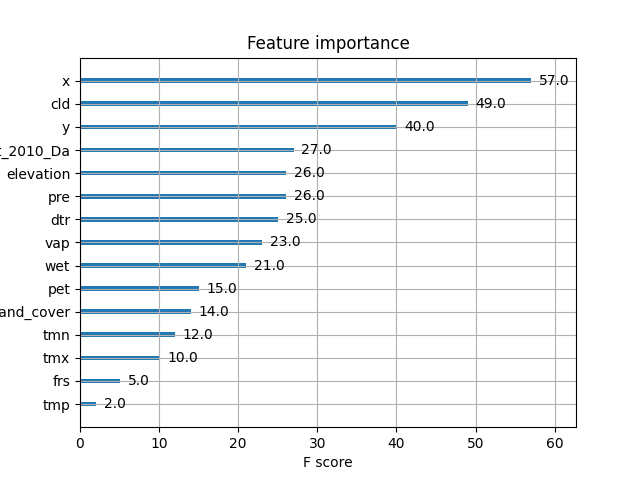 Feature importance
x 57.0
cld 49.0
y 40.0
t_2010_Da 27.0
elevation 26.0
pre 26.0
dtr 25.0
vap 23.0
wet 21.0
pet 15.0
and_cover 14.0
tmn 12.0
tmx 10.0
frs 5.0
tmp 2.0
0 10 20 30 40 50 60
F score